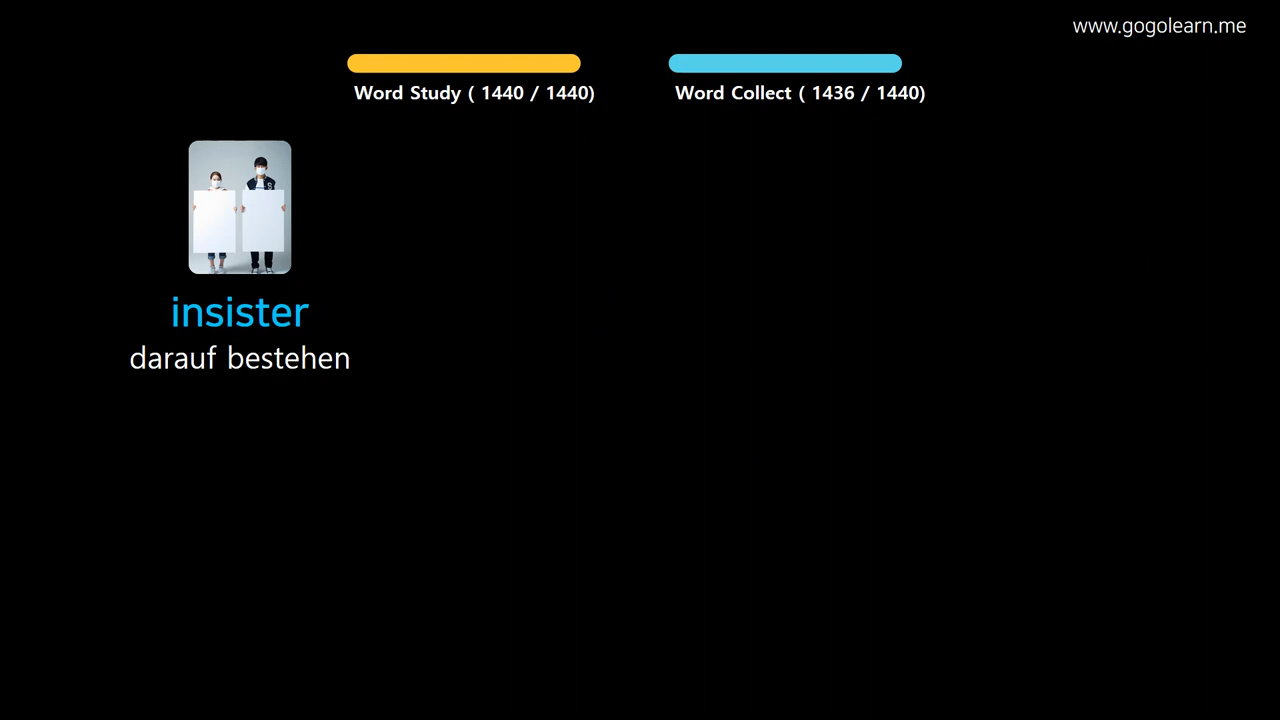 www.gogolearn.me
Word Study ( 1440 / 1440)
Word Collect ( 1436 / 1440)
insister
darauf bestehen